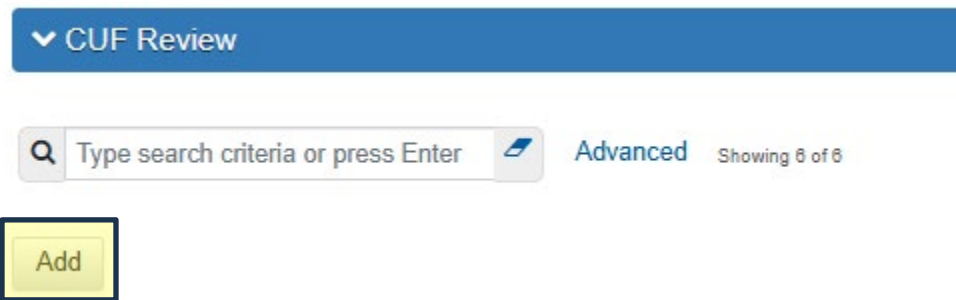 CUF Review
Type search criteria or press Enter Advanced Showing 6 of 6
Add